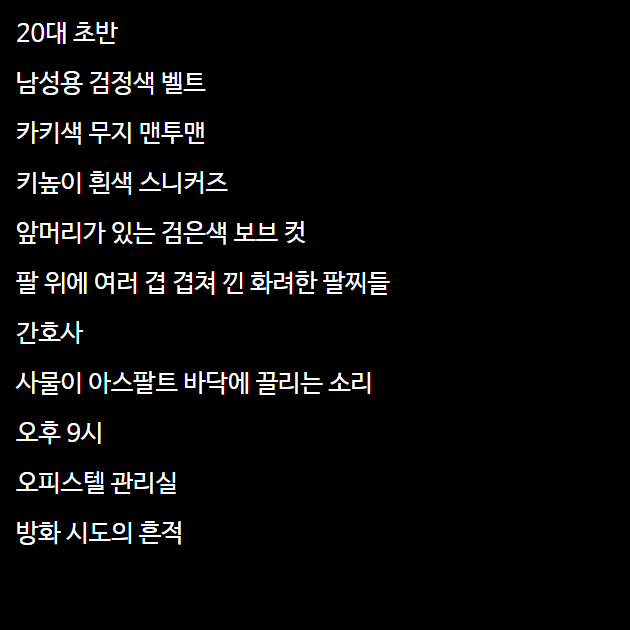 20대 초반
남성용 검정색 벨트
카키색 무지 맨투맨
키높이 흰색 스니커즈
앞머리가 있는 검은색 보브 컷
팔 위에 여러 겹 겹쳐 낀 화려한 팔찌들
간호사
사물이 아스팔트 바닥에 끌리는 소리
오후 9시
오피스텔 관리실
방화 시도의 흔적